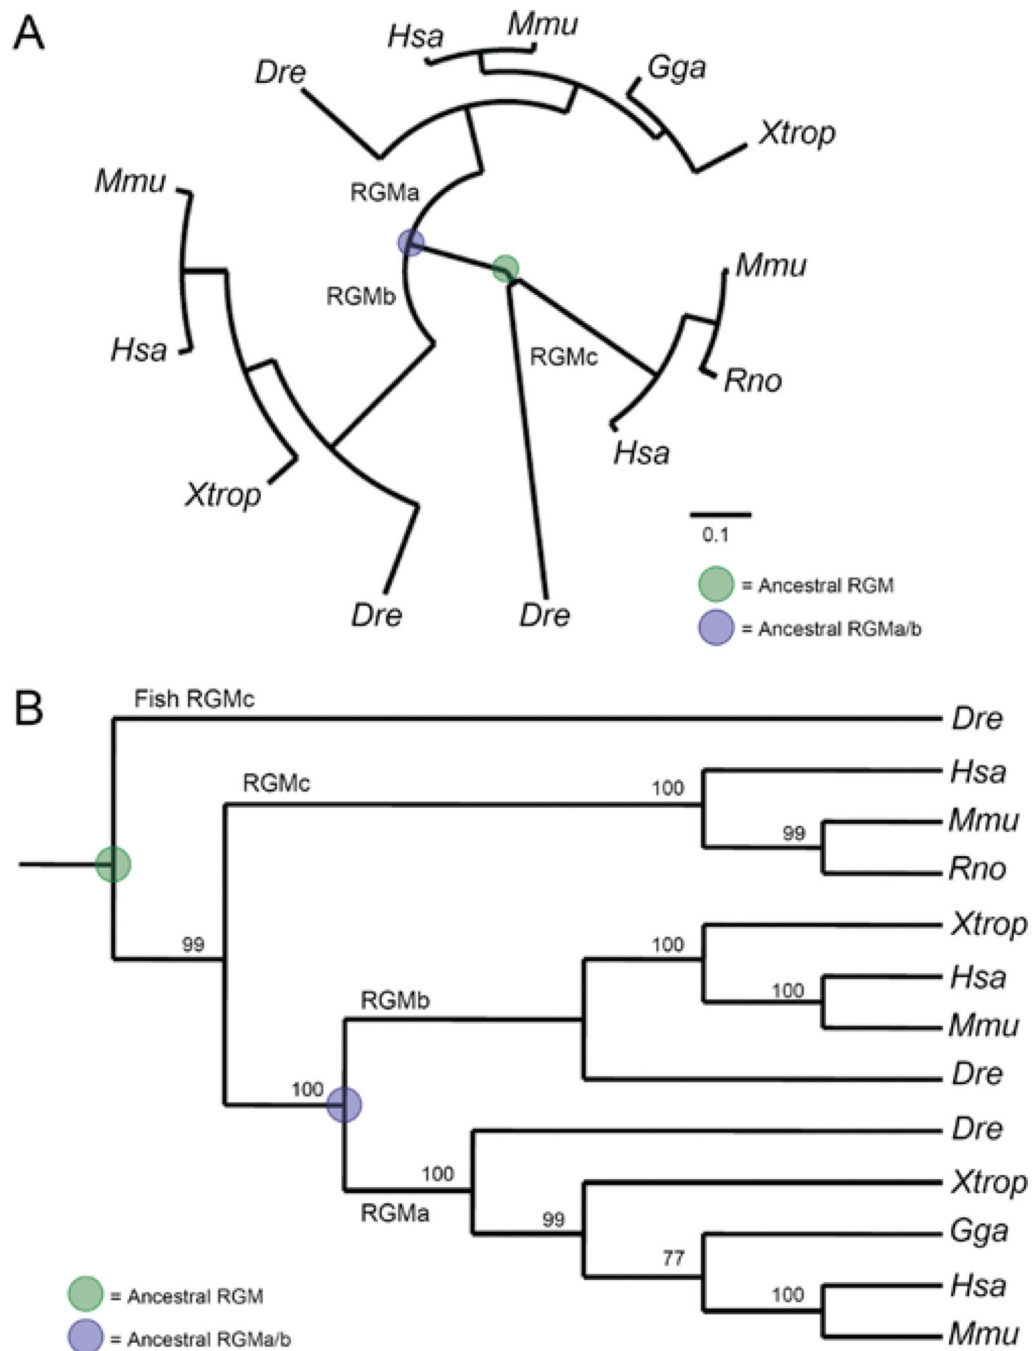 A
Hsa
Mmu
Dre
Gga
Xtrop
Mmu
RGMa
Mmu
RGMb
Hsa
RGMc
Rno
Hsa
Xtrop
0.1
= Ancestral RGM
Dre
Dre
= Ancestral RGMa/b
B
Fish RGMc
Dre
RGMc
100
Hsa
99
Mmu
Rno
99
100
Xtrop
RGMb
100
Hsa
Mmu
100
Dre
Dre
100
RGMa
Xtrop
99
77
Gga
= Ancestral RGM
100
Hsa
= Ancestral RGMa/b
Mmu